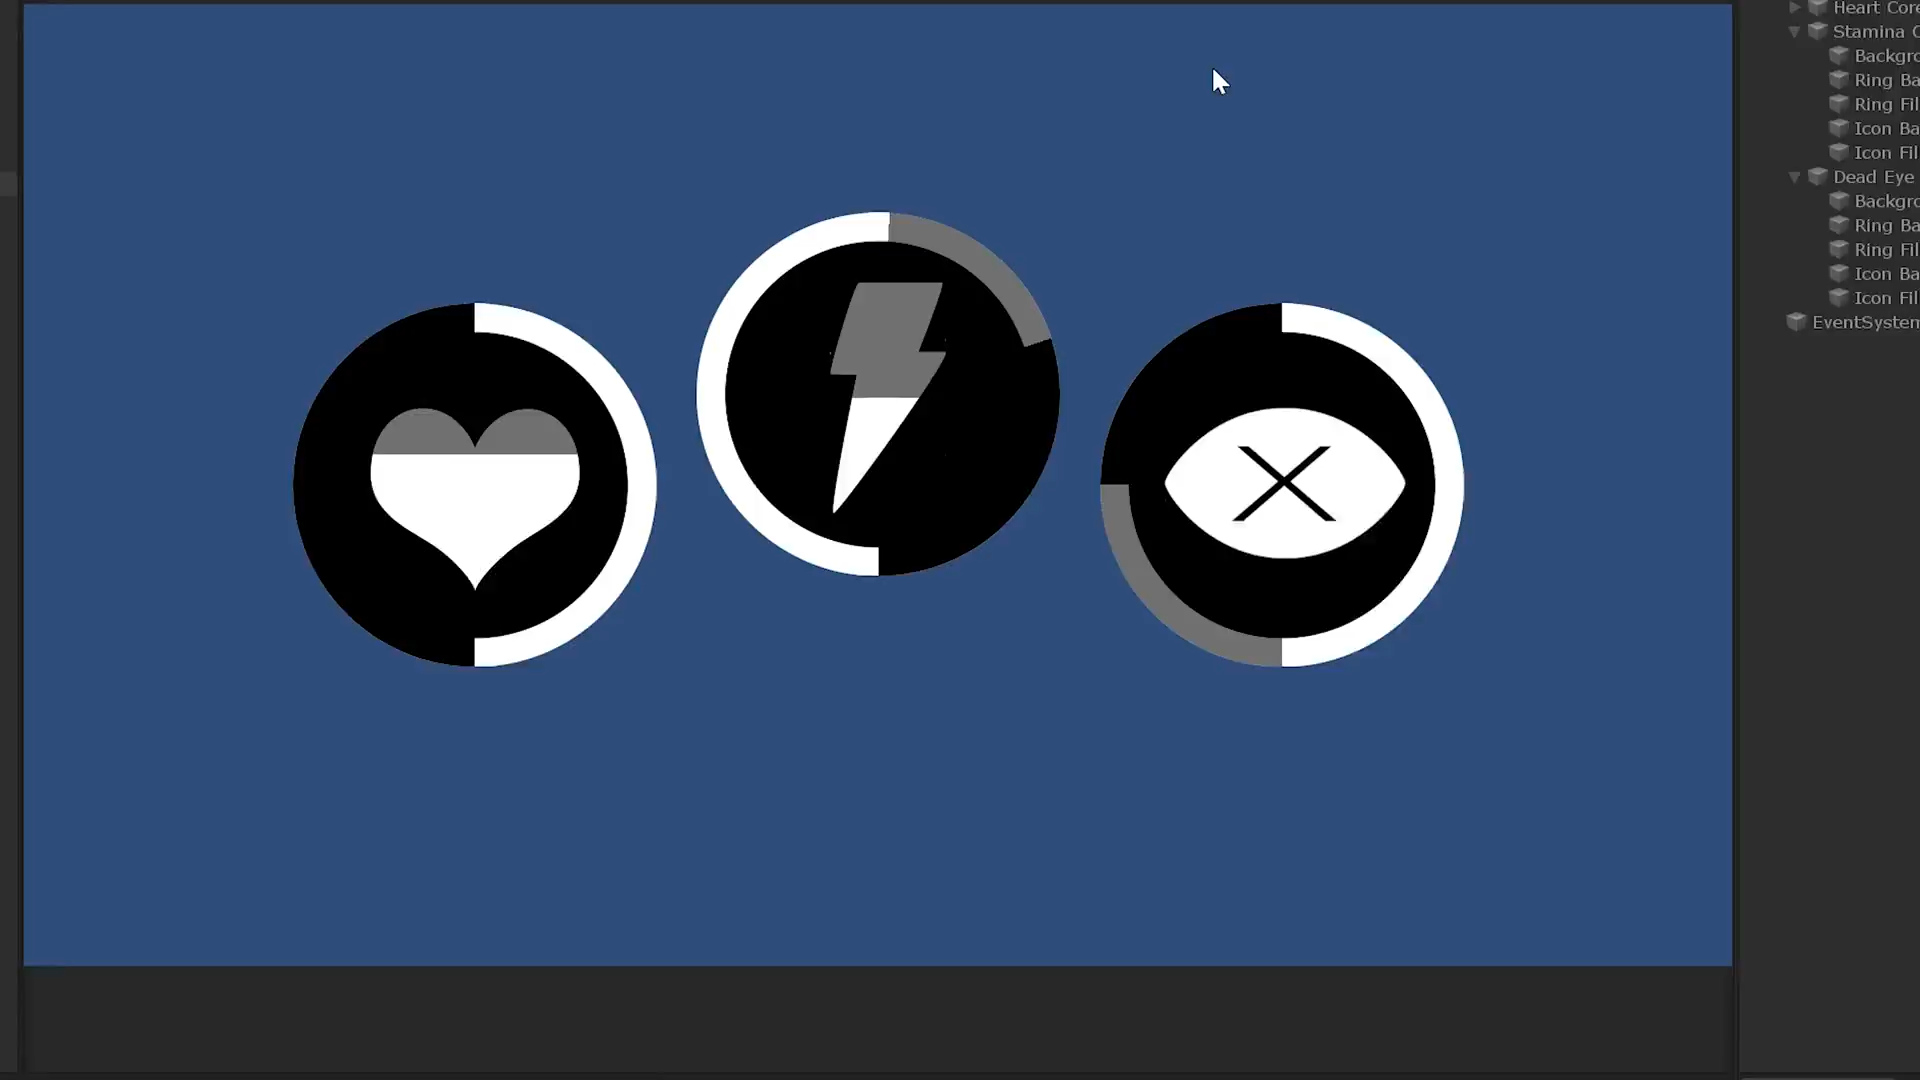 Heart Core
Stamina C
Backgro
Ring Ba
Ring Fil
Icon Ba
Icon Fil
Dead Eye
Backgro
Ring Ba
Ring Fil
Icon Ba
Icon Fil
EventSystem